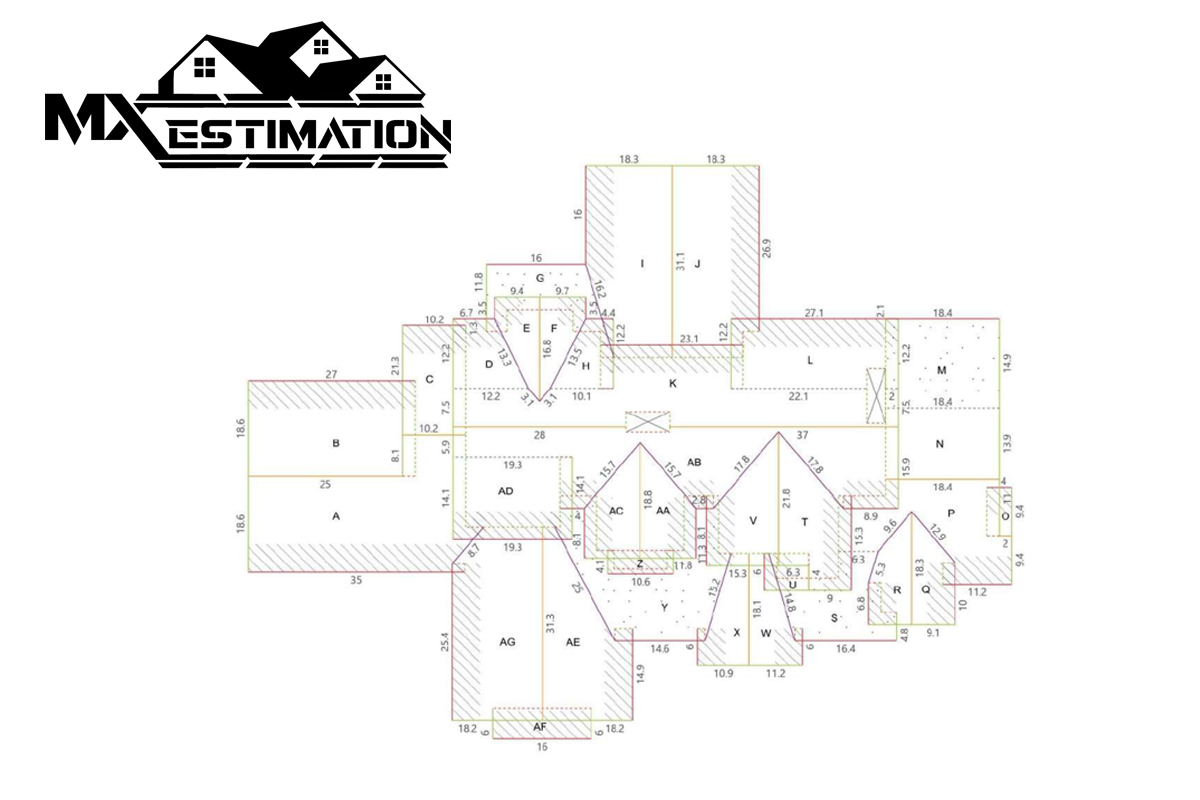 MX ESTIMATION
18.3 18.3
16 I 31.1 J 26.9
16
G
11.8 16.2
9.4 9.7
3.5 3.5
6.7 4.4 27.1 2.1 18.4
10.2 1.3 E F 12.2 12.2
16.8 23.1
12.2 D 13.3 13.5 H L 12.2 14.9
21.3 C K M
27 12.2 3.1 3.1 10.1 22.1 2 18.4
7.5 7.5
18.6 B 10.2 28 37 N 13.9
8.1 5.9 19.3 15.7 15.7 AB 17.8 17.8 15.9
25 14.1 18.4 4
14.1 AD 18.8 2.8 21.8 11
18.6 A 4 AC AA V T 8.9 P O 9.4
19.3 8.1 8.1 15.3 9.6 12.9 2
8.7 11.3 6.3 9.4
35 4.1 Z 11.8 15.3 6 6.3 4 5.3 18.3
25 10.6 U 11.2
15.2 14.8 9 6.8 R Q 10
Y 18.1 S
31.3 X W 4.8 9.1
25.4 AG AE 14.6 6 6 16.4
14.9 10.9 11.2
18.2 AF 18.2
6 6
16